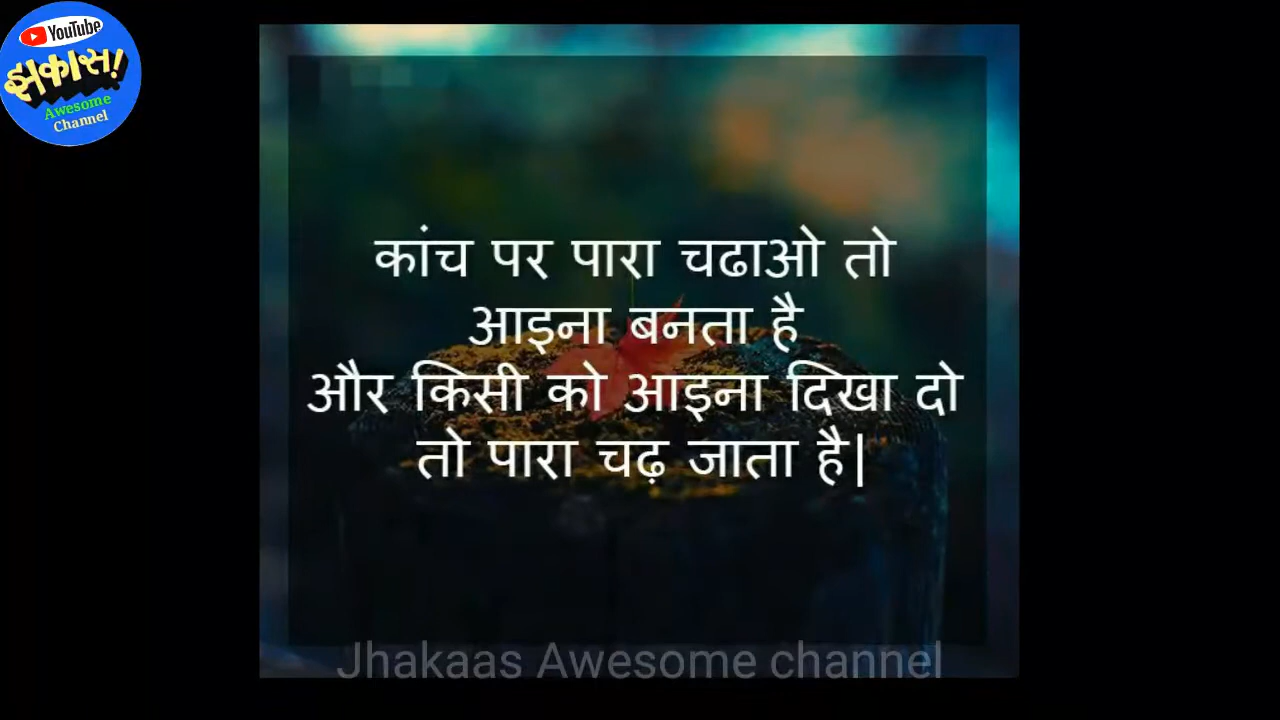 YouTube
झकास!
Awesome
Channel
कांच पर पारा चढाओ तो
आइना बनता है
और किसी को आइना दिखा दो
तो पारा चढ़ जाता है|
Jhakaas Awesome channel